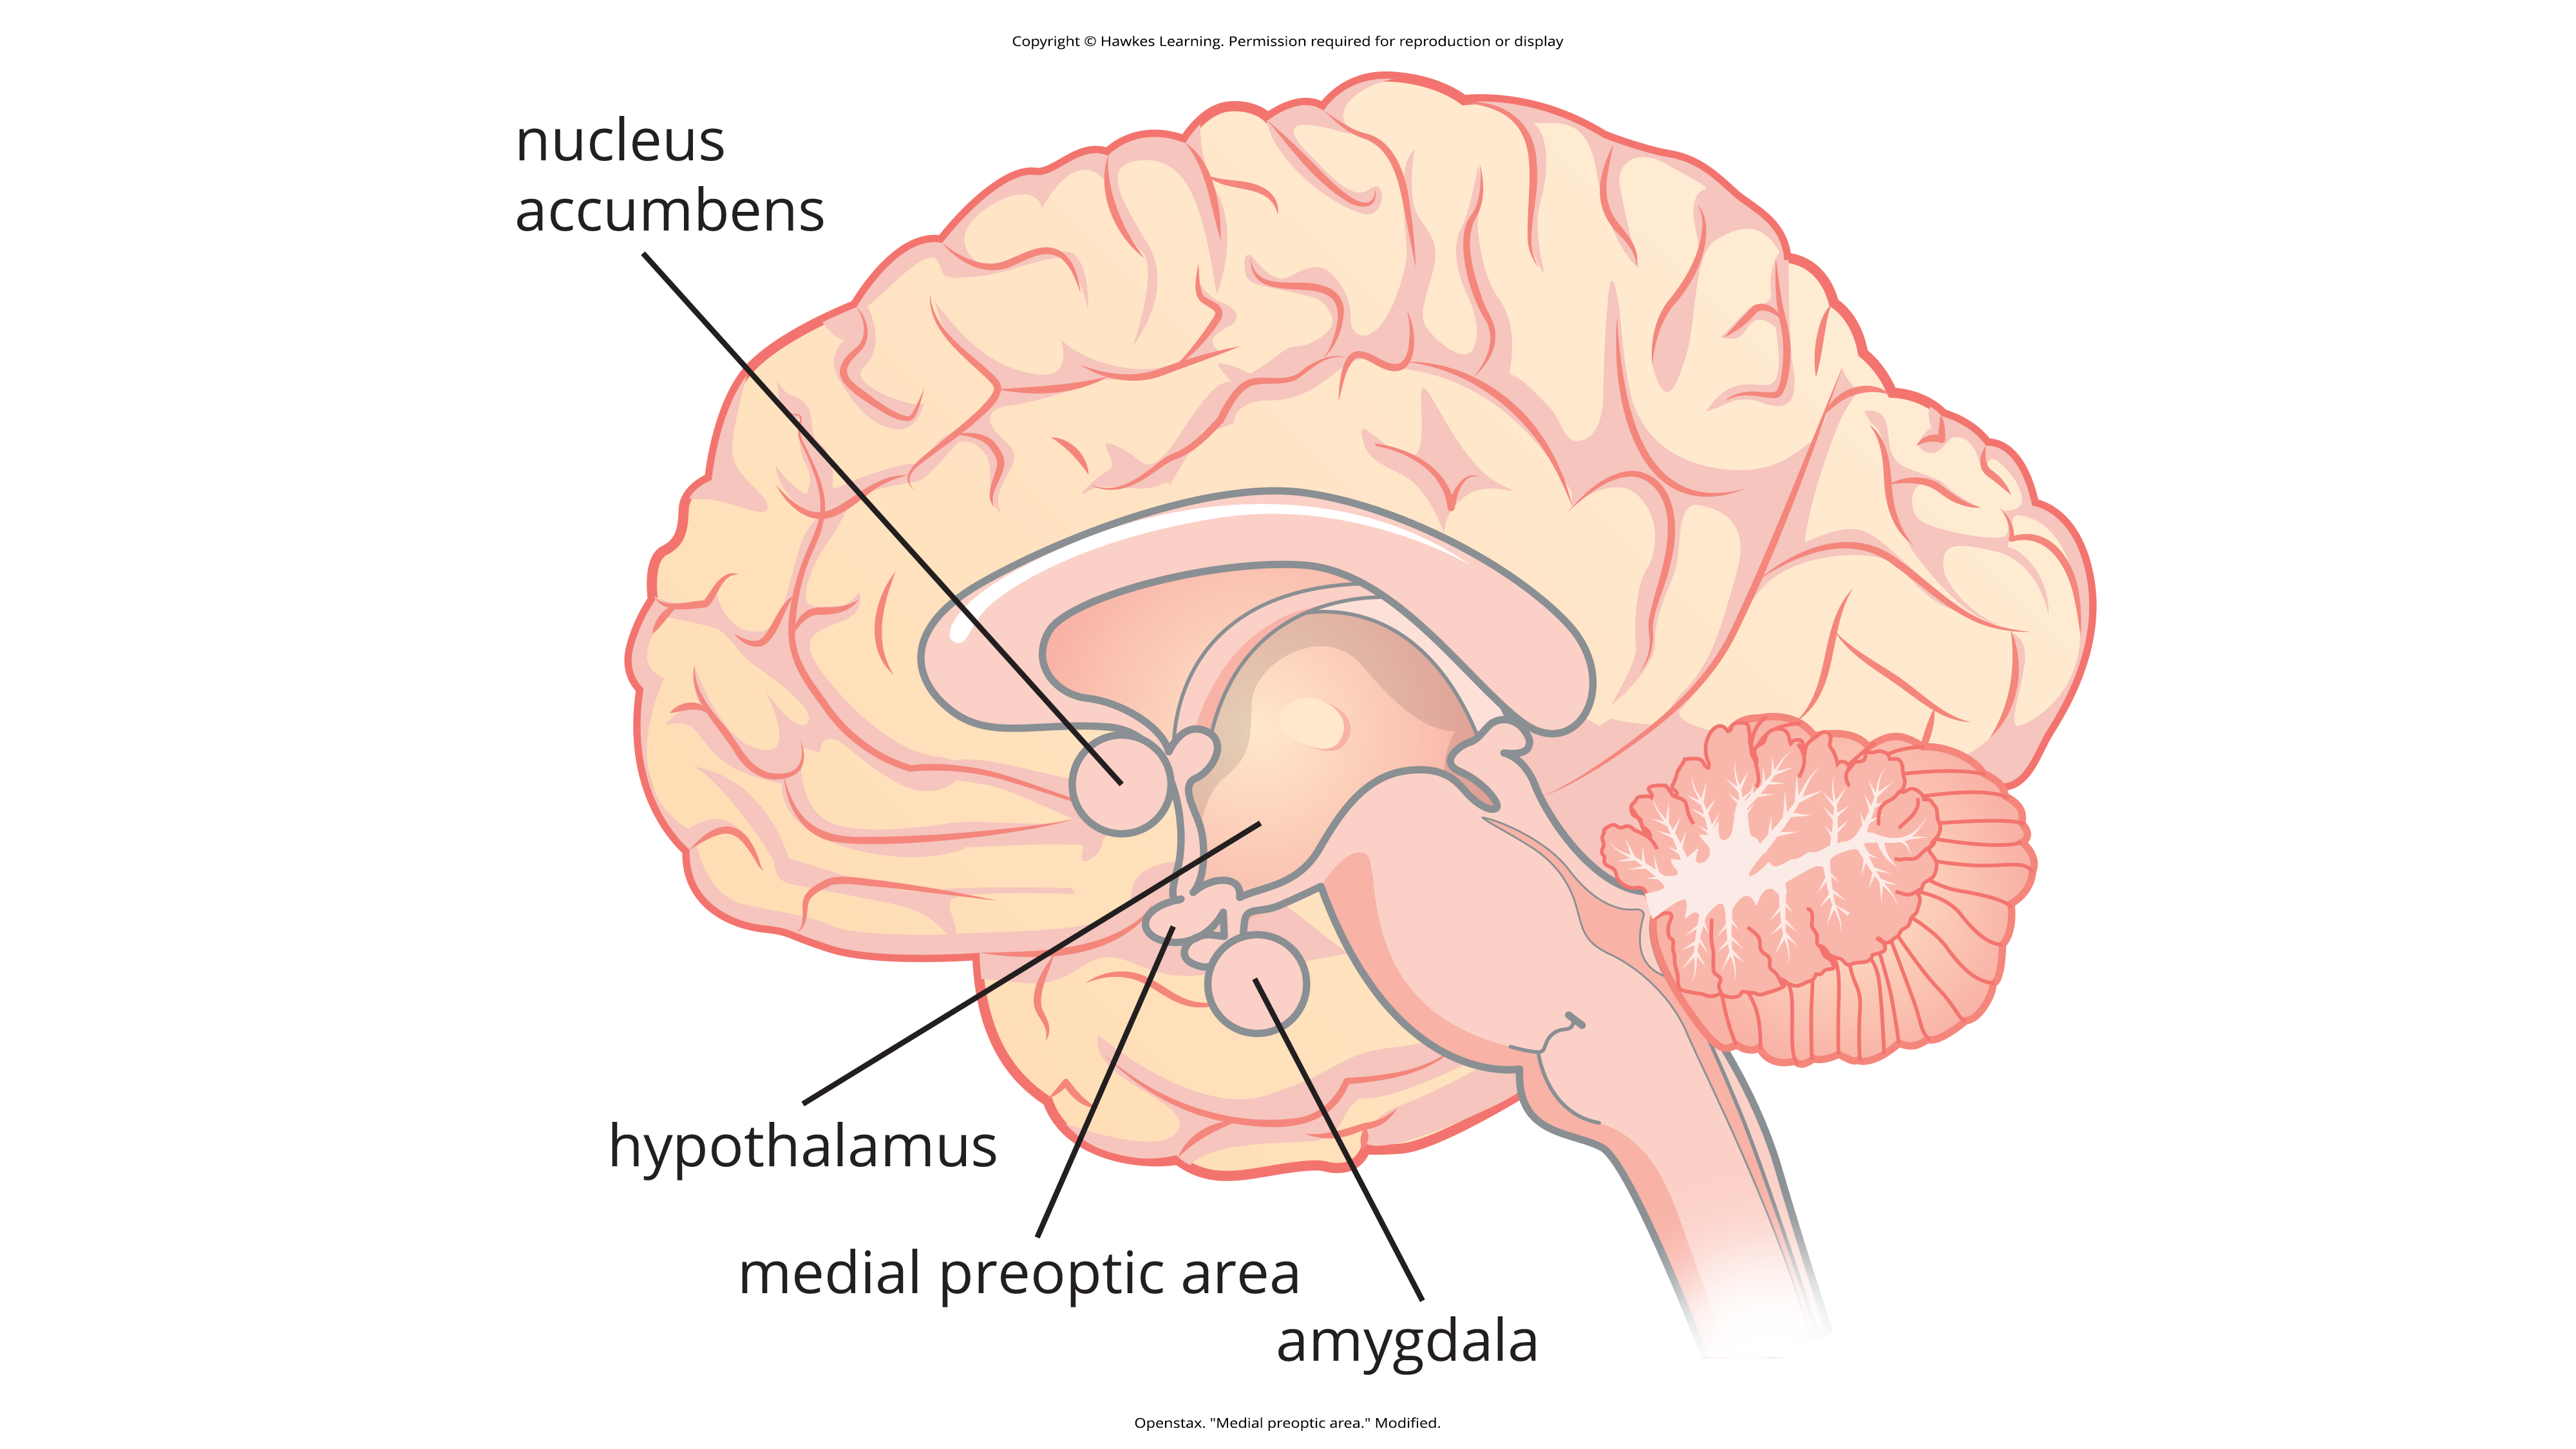 Copyright © Hawkes Learning. Permission required for reproduction or display
nucleus
accumbens
hypothalamus
medial preoptic area
amygdala
Openstax. "Medial preoptic area." Modified.